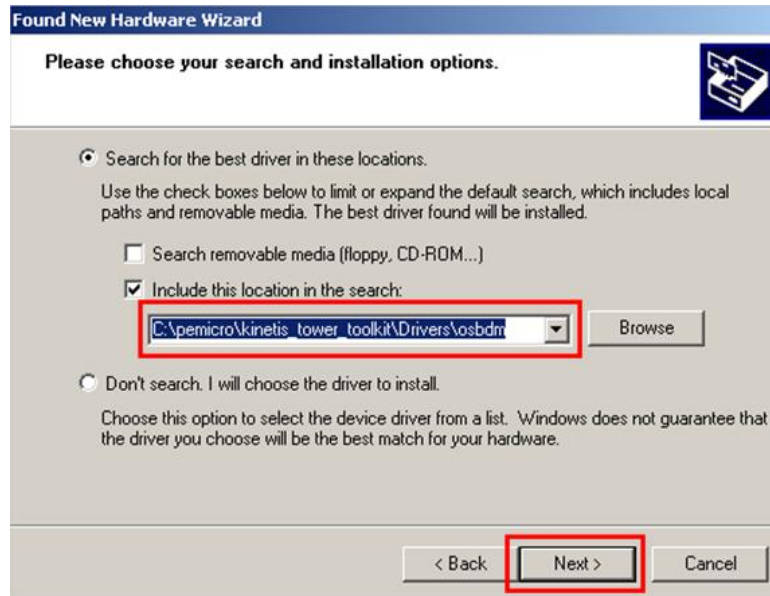 Found New Hardware Wizard
Please choose your search and installation options.
Search for the best driver in these locations.
Use the check boxes below to limit or expand the default search, which includes local
paths and removable media. The best driver found will be installed.
Search removable media (floppy, CD-ROM...)
Include this location in the search:
C:\pemicro\kinetis_tower_toolkit\Drivers\osbdm
Browse
Don't search. I will choose the driver to install.
Choose this option to select the device driver from a list. Windows does not guarantee that
the driver you choose will be the best match for your hardware.
< Back Next > Cancel